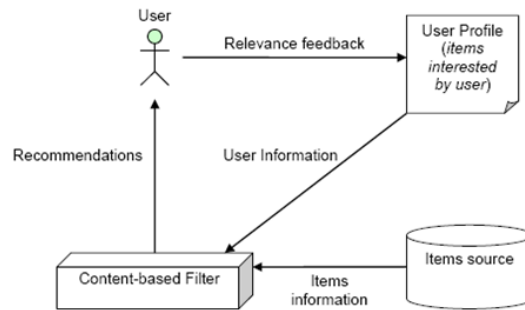 User
Relevance feedback
User Profile
(items
interested
by user)
Recommendations
User Information
Content-based Filter
Items
information
Items source